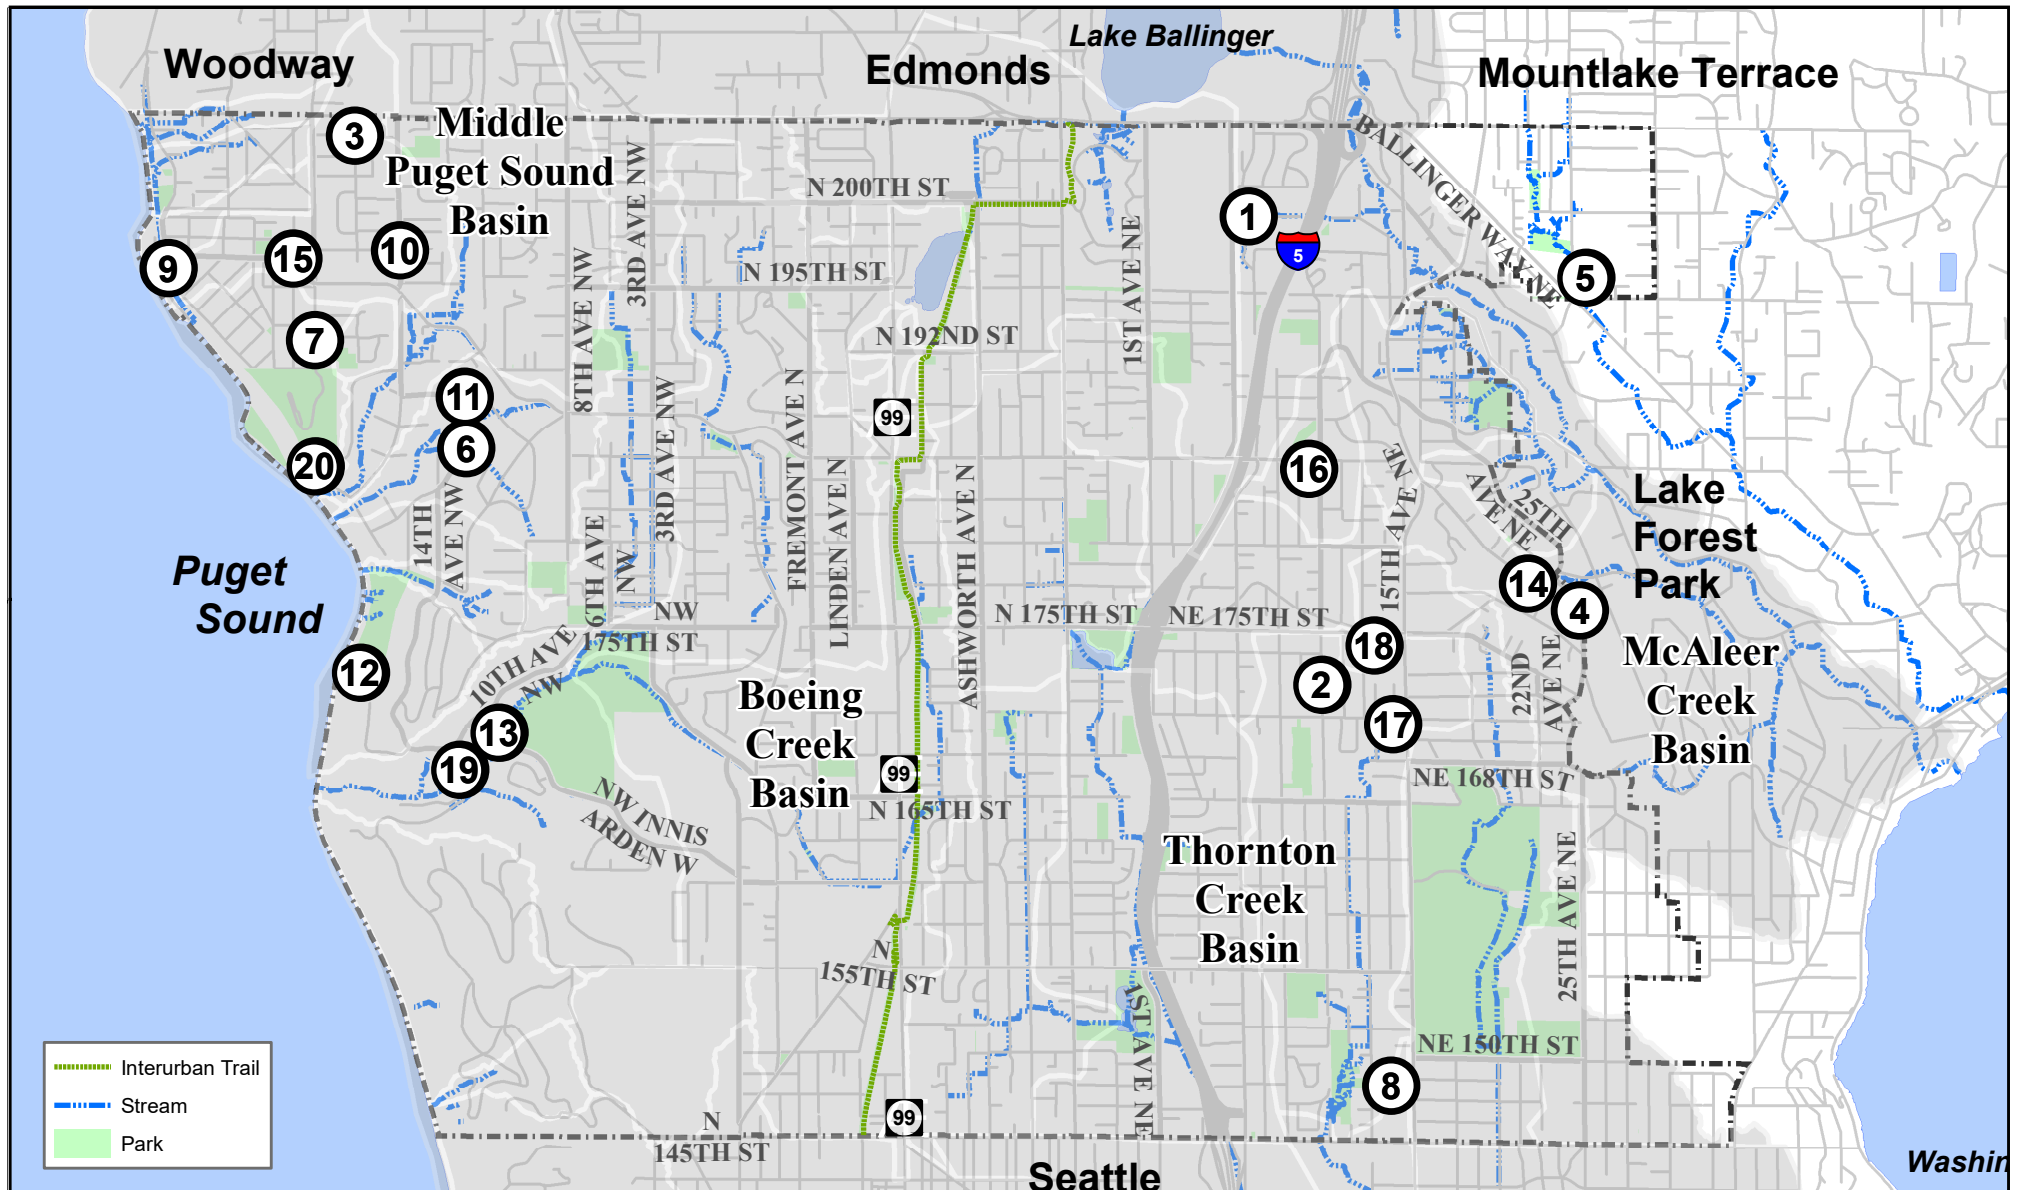 Lake Ballinger
Woodway
Edmonds
Mountlake Terrace
3
Middle
Puget Sound
Basin
BALLINGER WAY NE
N 200TH ST
3RD AVE NW
1
5
9
15
10
8TH AVE NW
N 195TH ST
1ST AVE NE
5
7
N 192ND ST
11
6
20
99
3RD AVE NW
FREMONT AVE N
LINDEN AVE N
ASHWORTH AVE N
16
15TH AVE NE
25TH
AVE NE
Lake
Forest
Park
14TH
AVE NW
6TH AVE
NW
Puget
Sound
14
4
NW
175TH ST
N 175TH ST
NE 175TH ST
18
2
17
22ND
AVE NE
McAleer
Creek
Basin
12
10TH AVE
NW
13
19
Boeing
Creek
Basin
99
N 165TH ST
NE 168TH ST
NW INNIS
ARDEN W
Thornton
Creek
Basin
25TH AVE NE
N
155TH ST
1ST AVE NE
NE 150TH ST
8
Interurban Trail
Stream
Park
99
N
145TH ST
Seattle
Washin